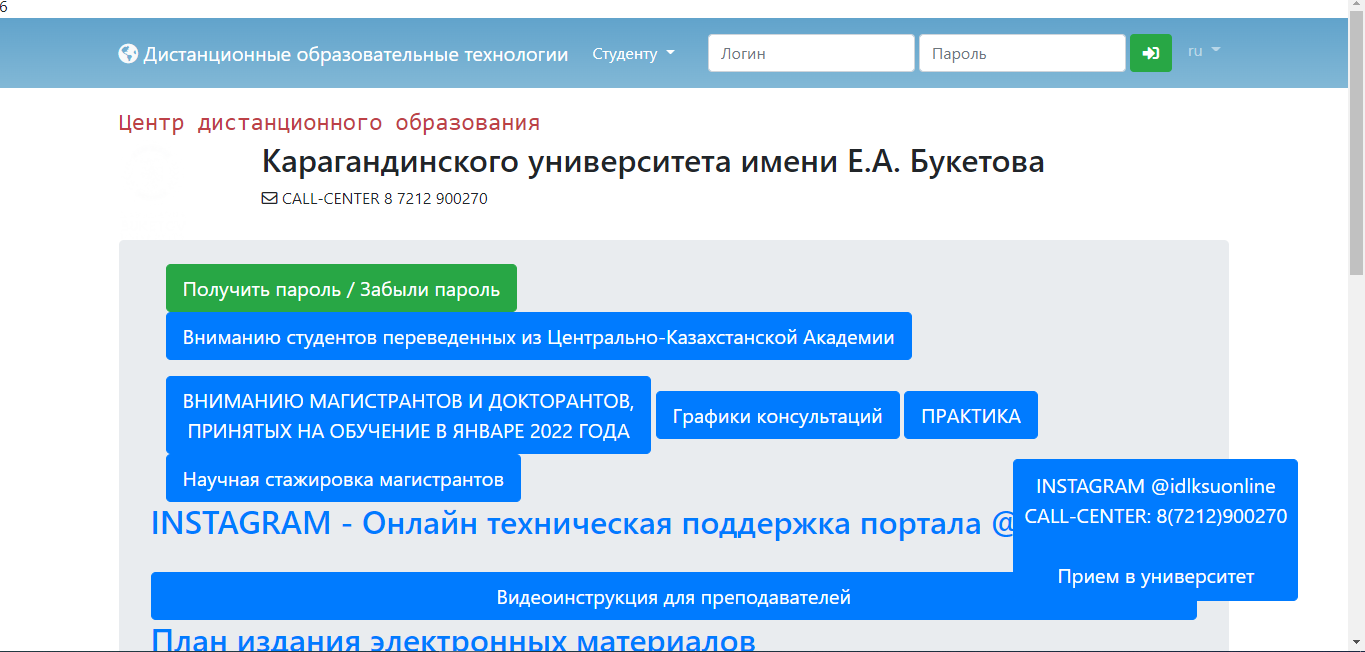 6
Дистанционные образовательные технологии Студенту Логин Пароль ru
Центр дистанционного образования
Карагандинского университета имени Е.А. Букетова
CALL-CENTER 8 7212 900270
Получить пароль / Забыли пароль
Вниманию студентов переведенных из Центрально-Казахстанской Академии
ВНИМАНИЮ МАГИСТРАНТОВ И ДОКТОРАНТОВ,
ПРИНЯТЫХ НА ОБУЧЕНИЕ В ЯНВАРЕ 2022 ГОДА
Графики консультаций ПРАКТИКА
Научная стажировка магистрантов
INSTAGRAM - Онлайн техническая поддержка портала @
INSTAGRAM @idlksuonline
CALL-CENTER: 8(7212)900270
Прием в университет
Видеоинструкция для преподавателей
План издания электронных материалов